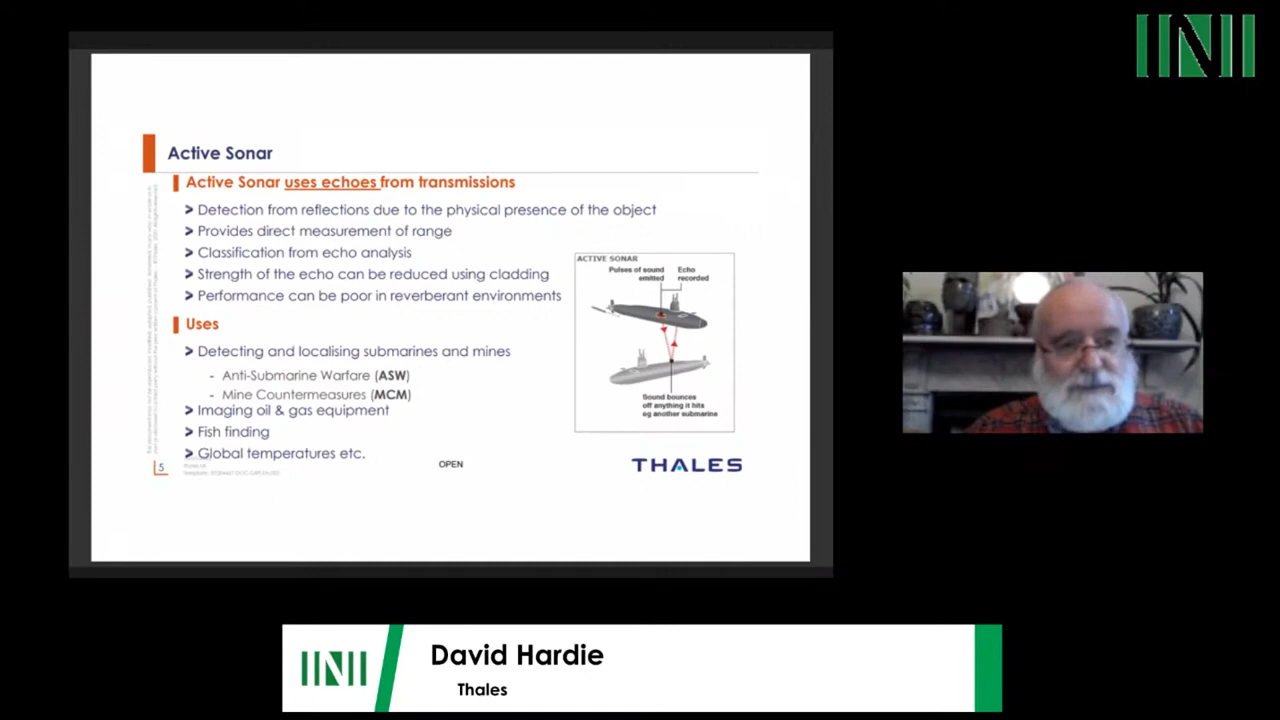 INI
Active Sonar
Active Sonar uses echoes from transmissions
Detection from reflections due to the physical presence of the object
Provides direct measurement of range
Classification from echo analysis
Strength of the echo can be reduced using cladding
Performance can be poor in reverberant environments
Uses
Detecting and localising submarines and mines
- Anti-Submarine Warfare (ASW)
- Mine Countermeasures (MCM)
Imaging oil & gas equipment
Fish finding
Global temperatures etc.
ACTIVE SONAR
Pulses of sound
emitted
Echo
recorded
Sound bounces
off anything it hits
eg another submarine
5
OPEN
THALES
INI
David Hardie
Thales